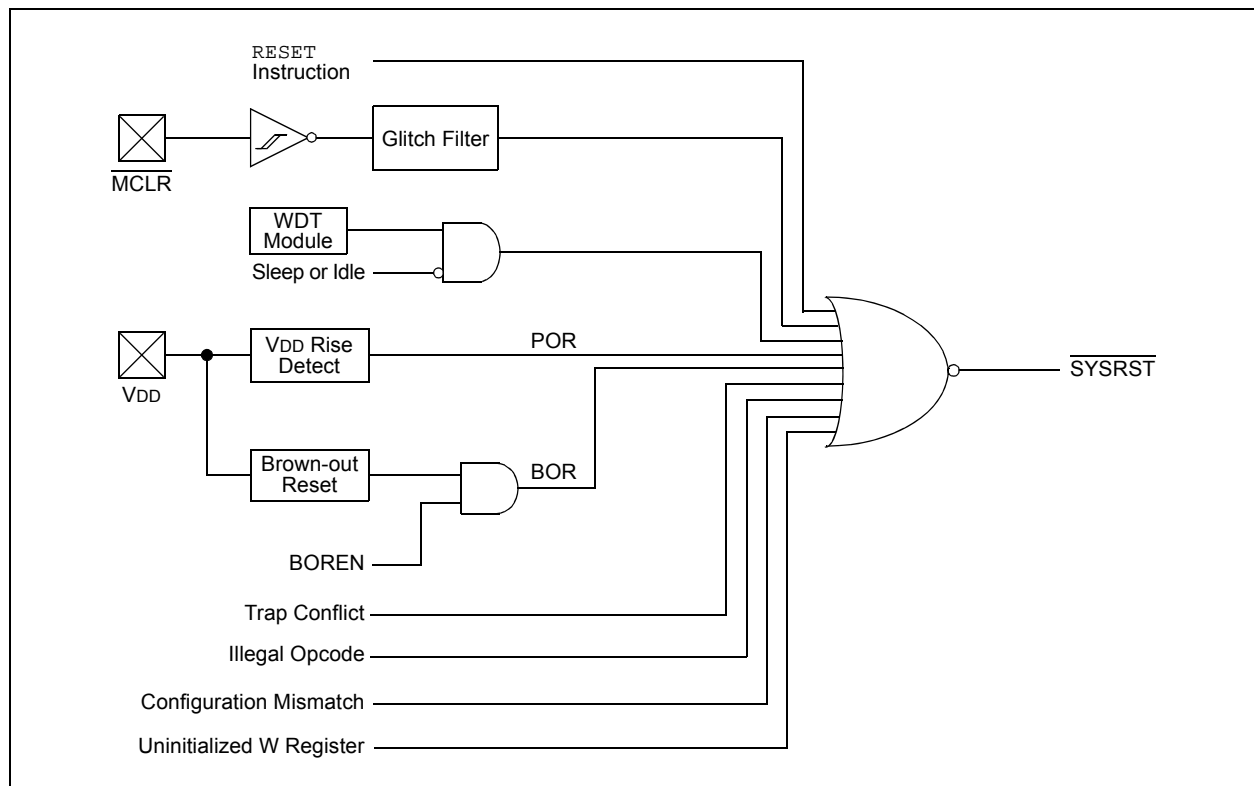 RESET
Instruction
MCLR
Glitch Filter
WDT
Module
Sleep or Idle
VDD
VDD Rise
Detect
POR
SYSRST
Brown-out
Reset
BOR
BOREN
Trap Conflict
Illegal Opcode
Configuration Mismatch
Uninitialized W Register